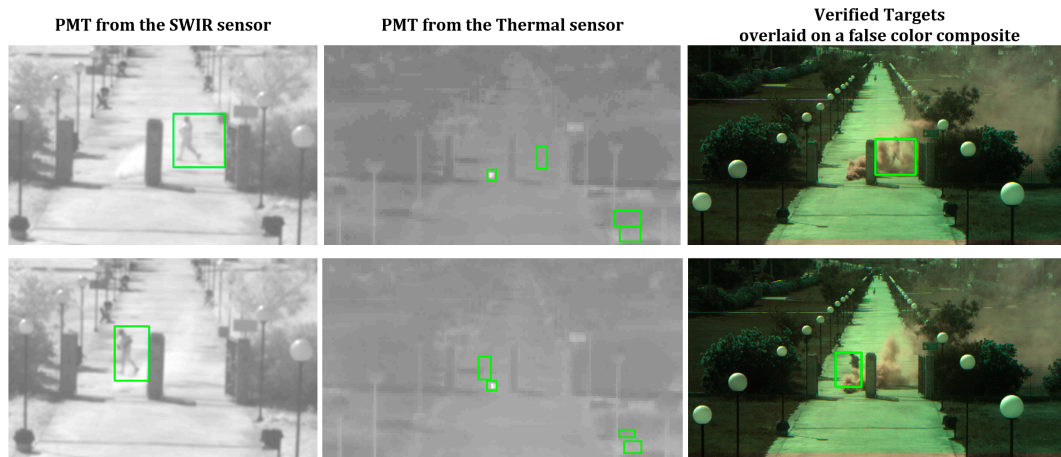 PMT from the SWIR sensor
PMT from the Thermal sensor
Verified Targets
overlaid on a false color composite